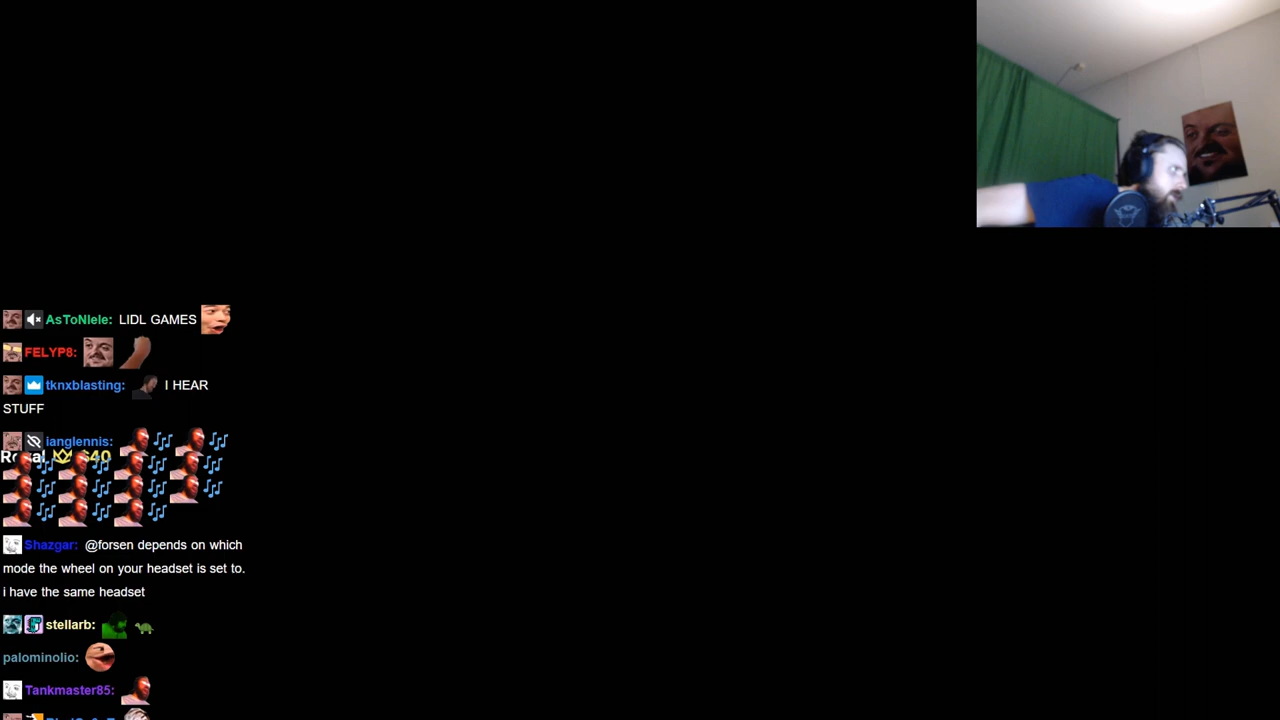 AsToNlele: LIDL GAMES
FELYP8:
tknxblasting: I HEAR
STUFF
ianglennis:
$40
Shazgar: @forsen depends on which
mode the wheel on your headset is set to.
i have the same headset
stellarb:
palominolio:
Tankmaster85: